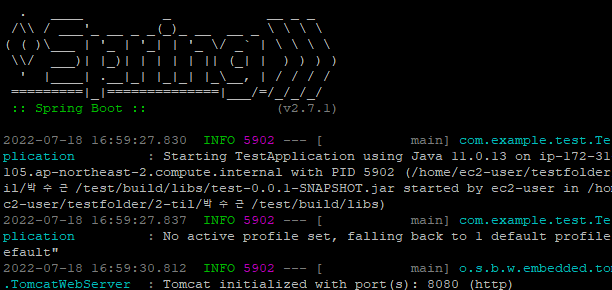 .   ____          _            __ _ _
 /\\ / ___'_ __ _ _(_)_ __  __ _ \ \ \ \
( ( )\___ | '_ | '_| | '_ \/ _` | \ \ \ \
 \\/  ___)| |_)| | | | | || (_| |  ) ) ) )
  '  |____| .__|_| |_|_| |_\__, | / / / /
 =========|_|==============|___/=/_/_/_/
 :: Spring Boot ::                (v2.7.1)
2022-07-18 16:59:27.830  INFO 5902 --- [           main] com.example.test.Te
plication          : Starting TestApplication using Java 11.0.13 on ip-172-31
105.ap-northeast-2.compute.internal with PID 5902 (/home/ec2-user/testfolder
il/박 수 근 /test/build/libs/test-0.0.1-SNAPSHOT.jar started by ec2-user in /hom
c2-user/testfolder/2-til/박 수 근 /test/build/libs)
2022-07-18 16:59:27.837  INFO 5902 --- [           main] com.example.test.Te
plication          : No active profile set, falling back to 1 default profile
efault"
2022-07-18 16:59:30.812  INFO 5902 --- [           main] o.s.b.w.embedded.to
.TomcatWebServer  : Tomcat initialized with port(s): 8080 (http)